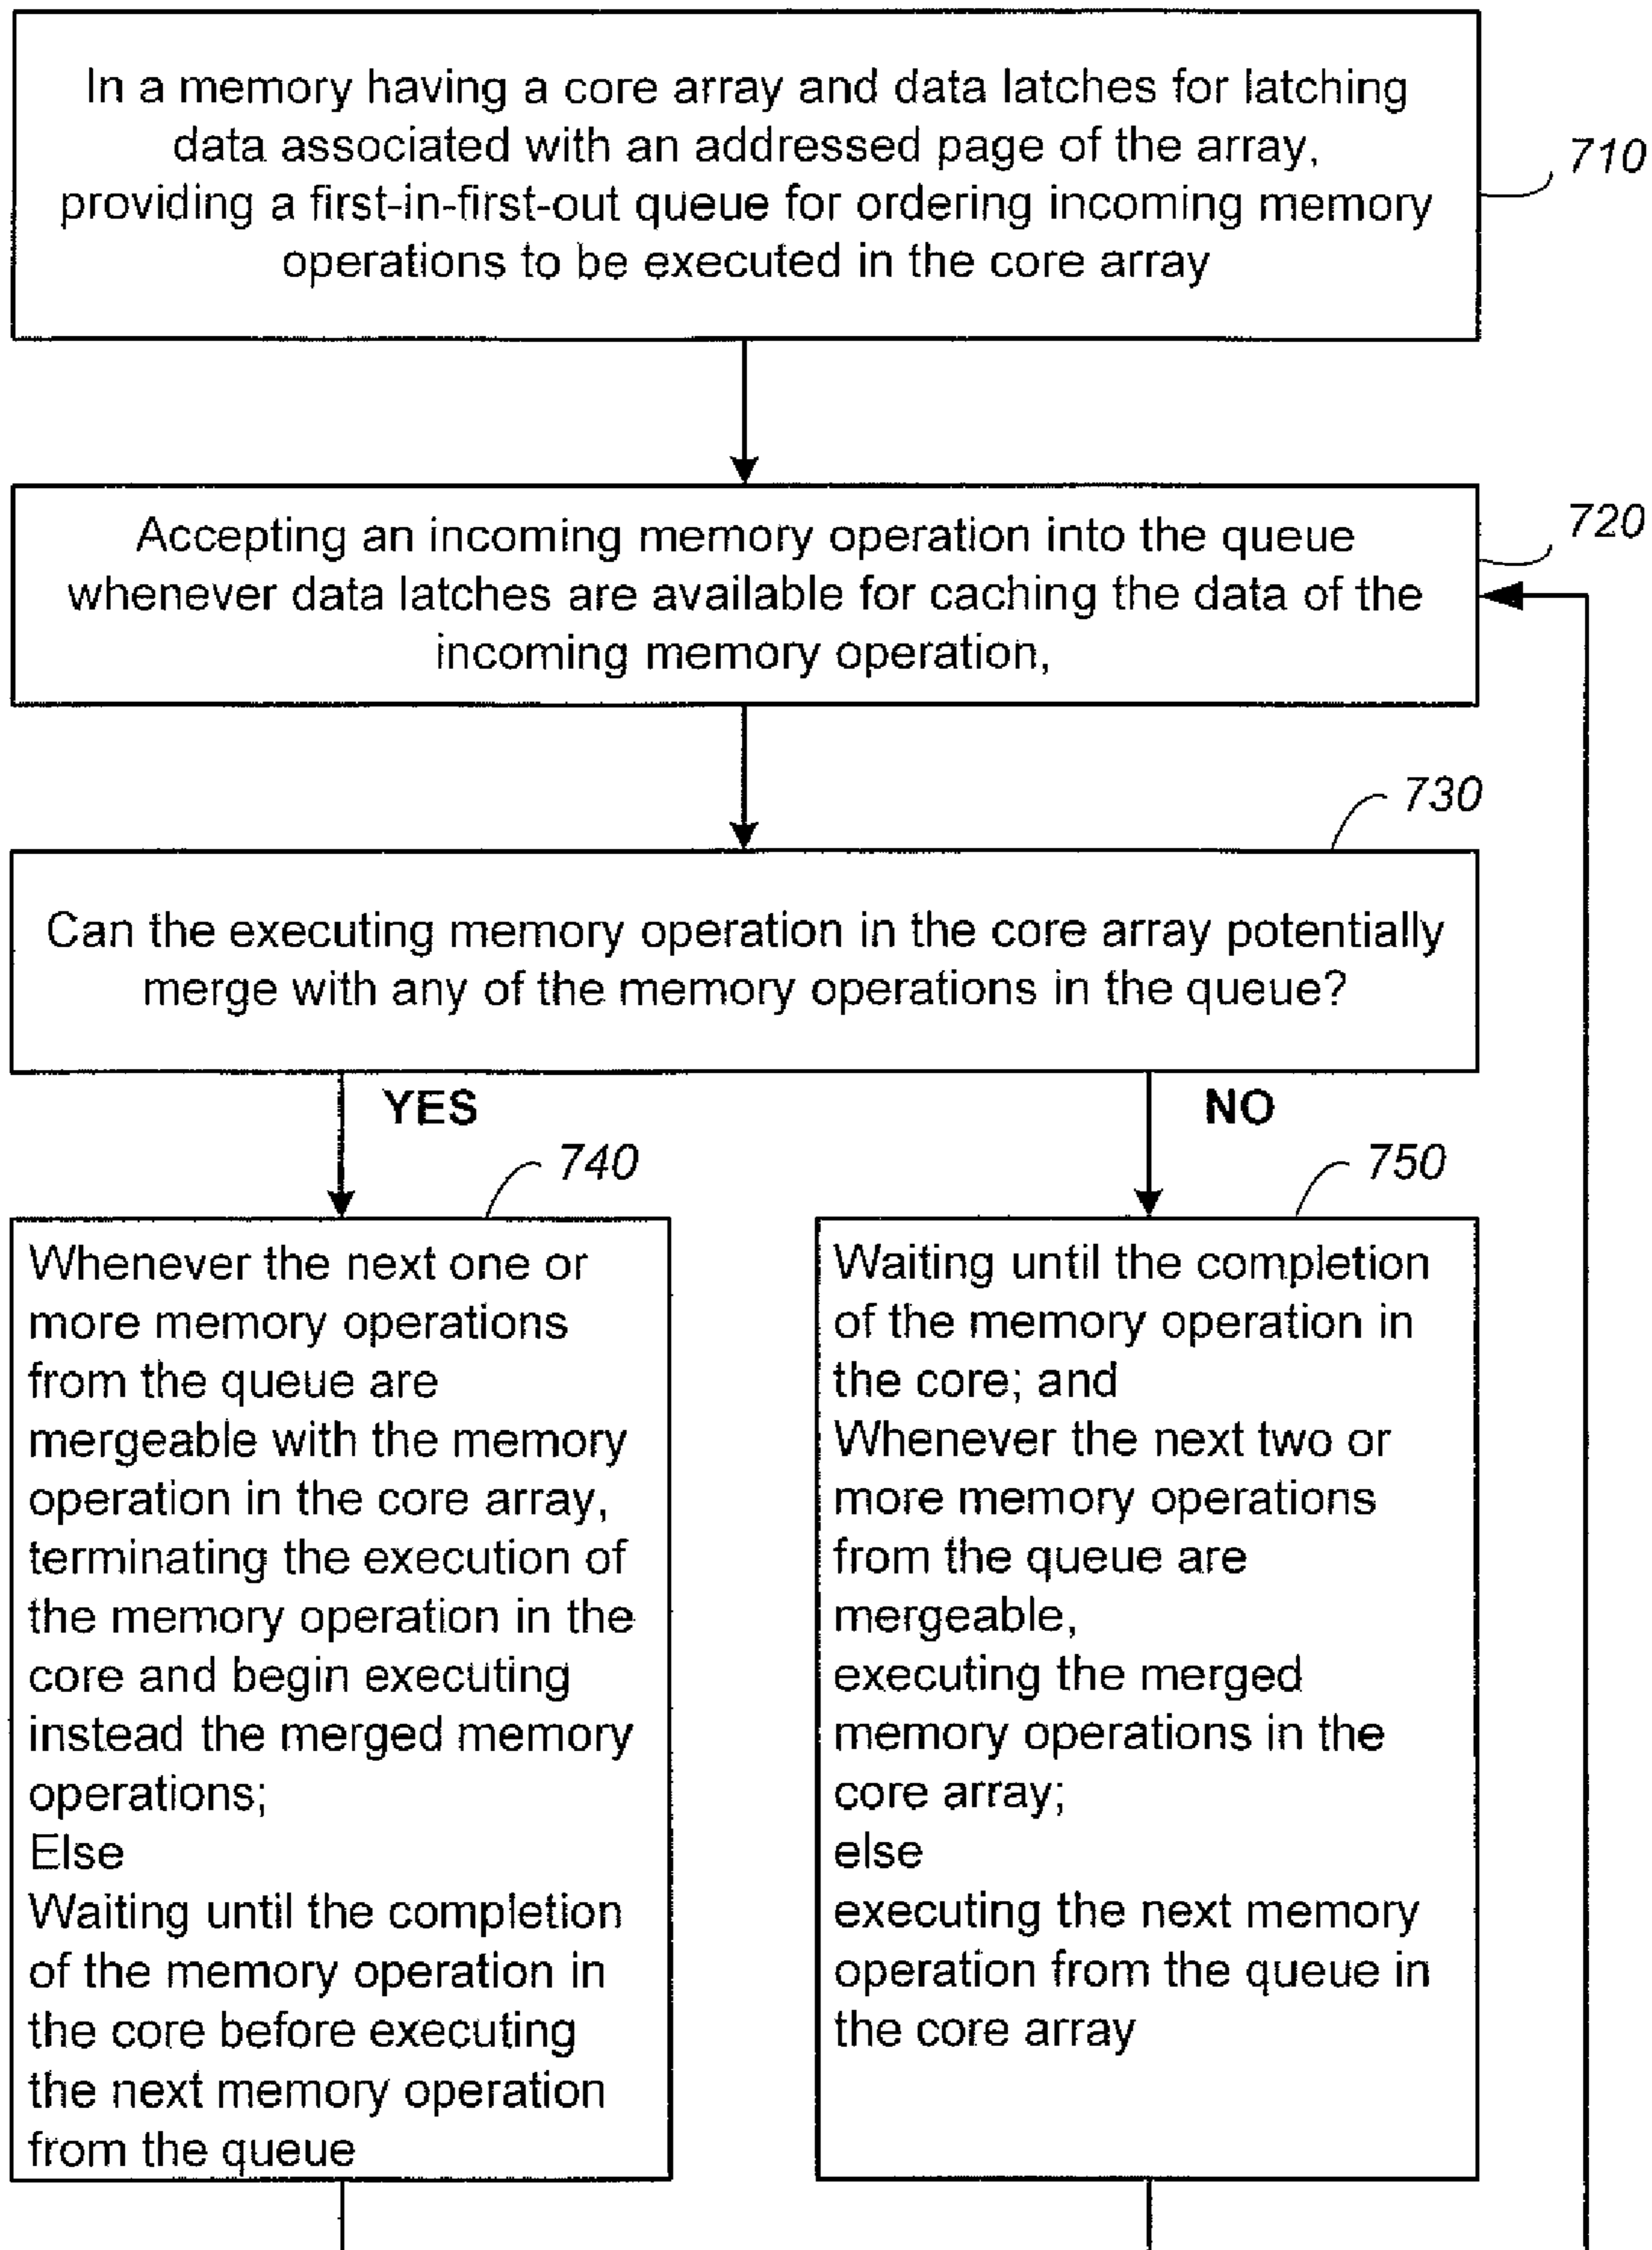 In a memory having a core array and data latches for latching
data associated with an addressed page of the array,
providing a first-in-first-out queue for ordering incoming memory
operations to be executed in the core array
710
Accepting an incoming memory operation into the queue
whenever data latches are available for caching the data of the
incoming memory operation,
720
730
Can the executing memory operation in the core array potentially
merge with any of the memory operations in the queue?
YES
NO
740
750
Whenever the next one or
more memory operations
from the queue are
mergeable with the memory
operation in the core array,
terminating the execution of
the memory operation in the
core and begin executing
instead the merged memory
operations;
Else
Waiting until the completion
of the memory operation in
the core before executing
the next memory operation
from the queue
Waiting until the completion
of the memory operation in
the core; and
Whenever the next two or
more memory operations
from the queue are
mergeable,
executing the merged
memory operations in the
core array;
else
executing the next memory
operation from the queue in
the core array